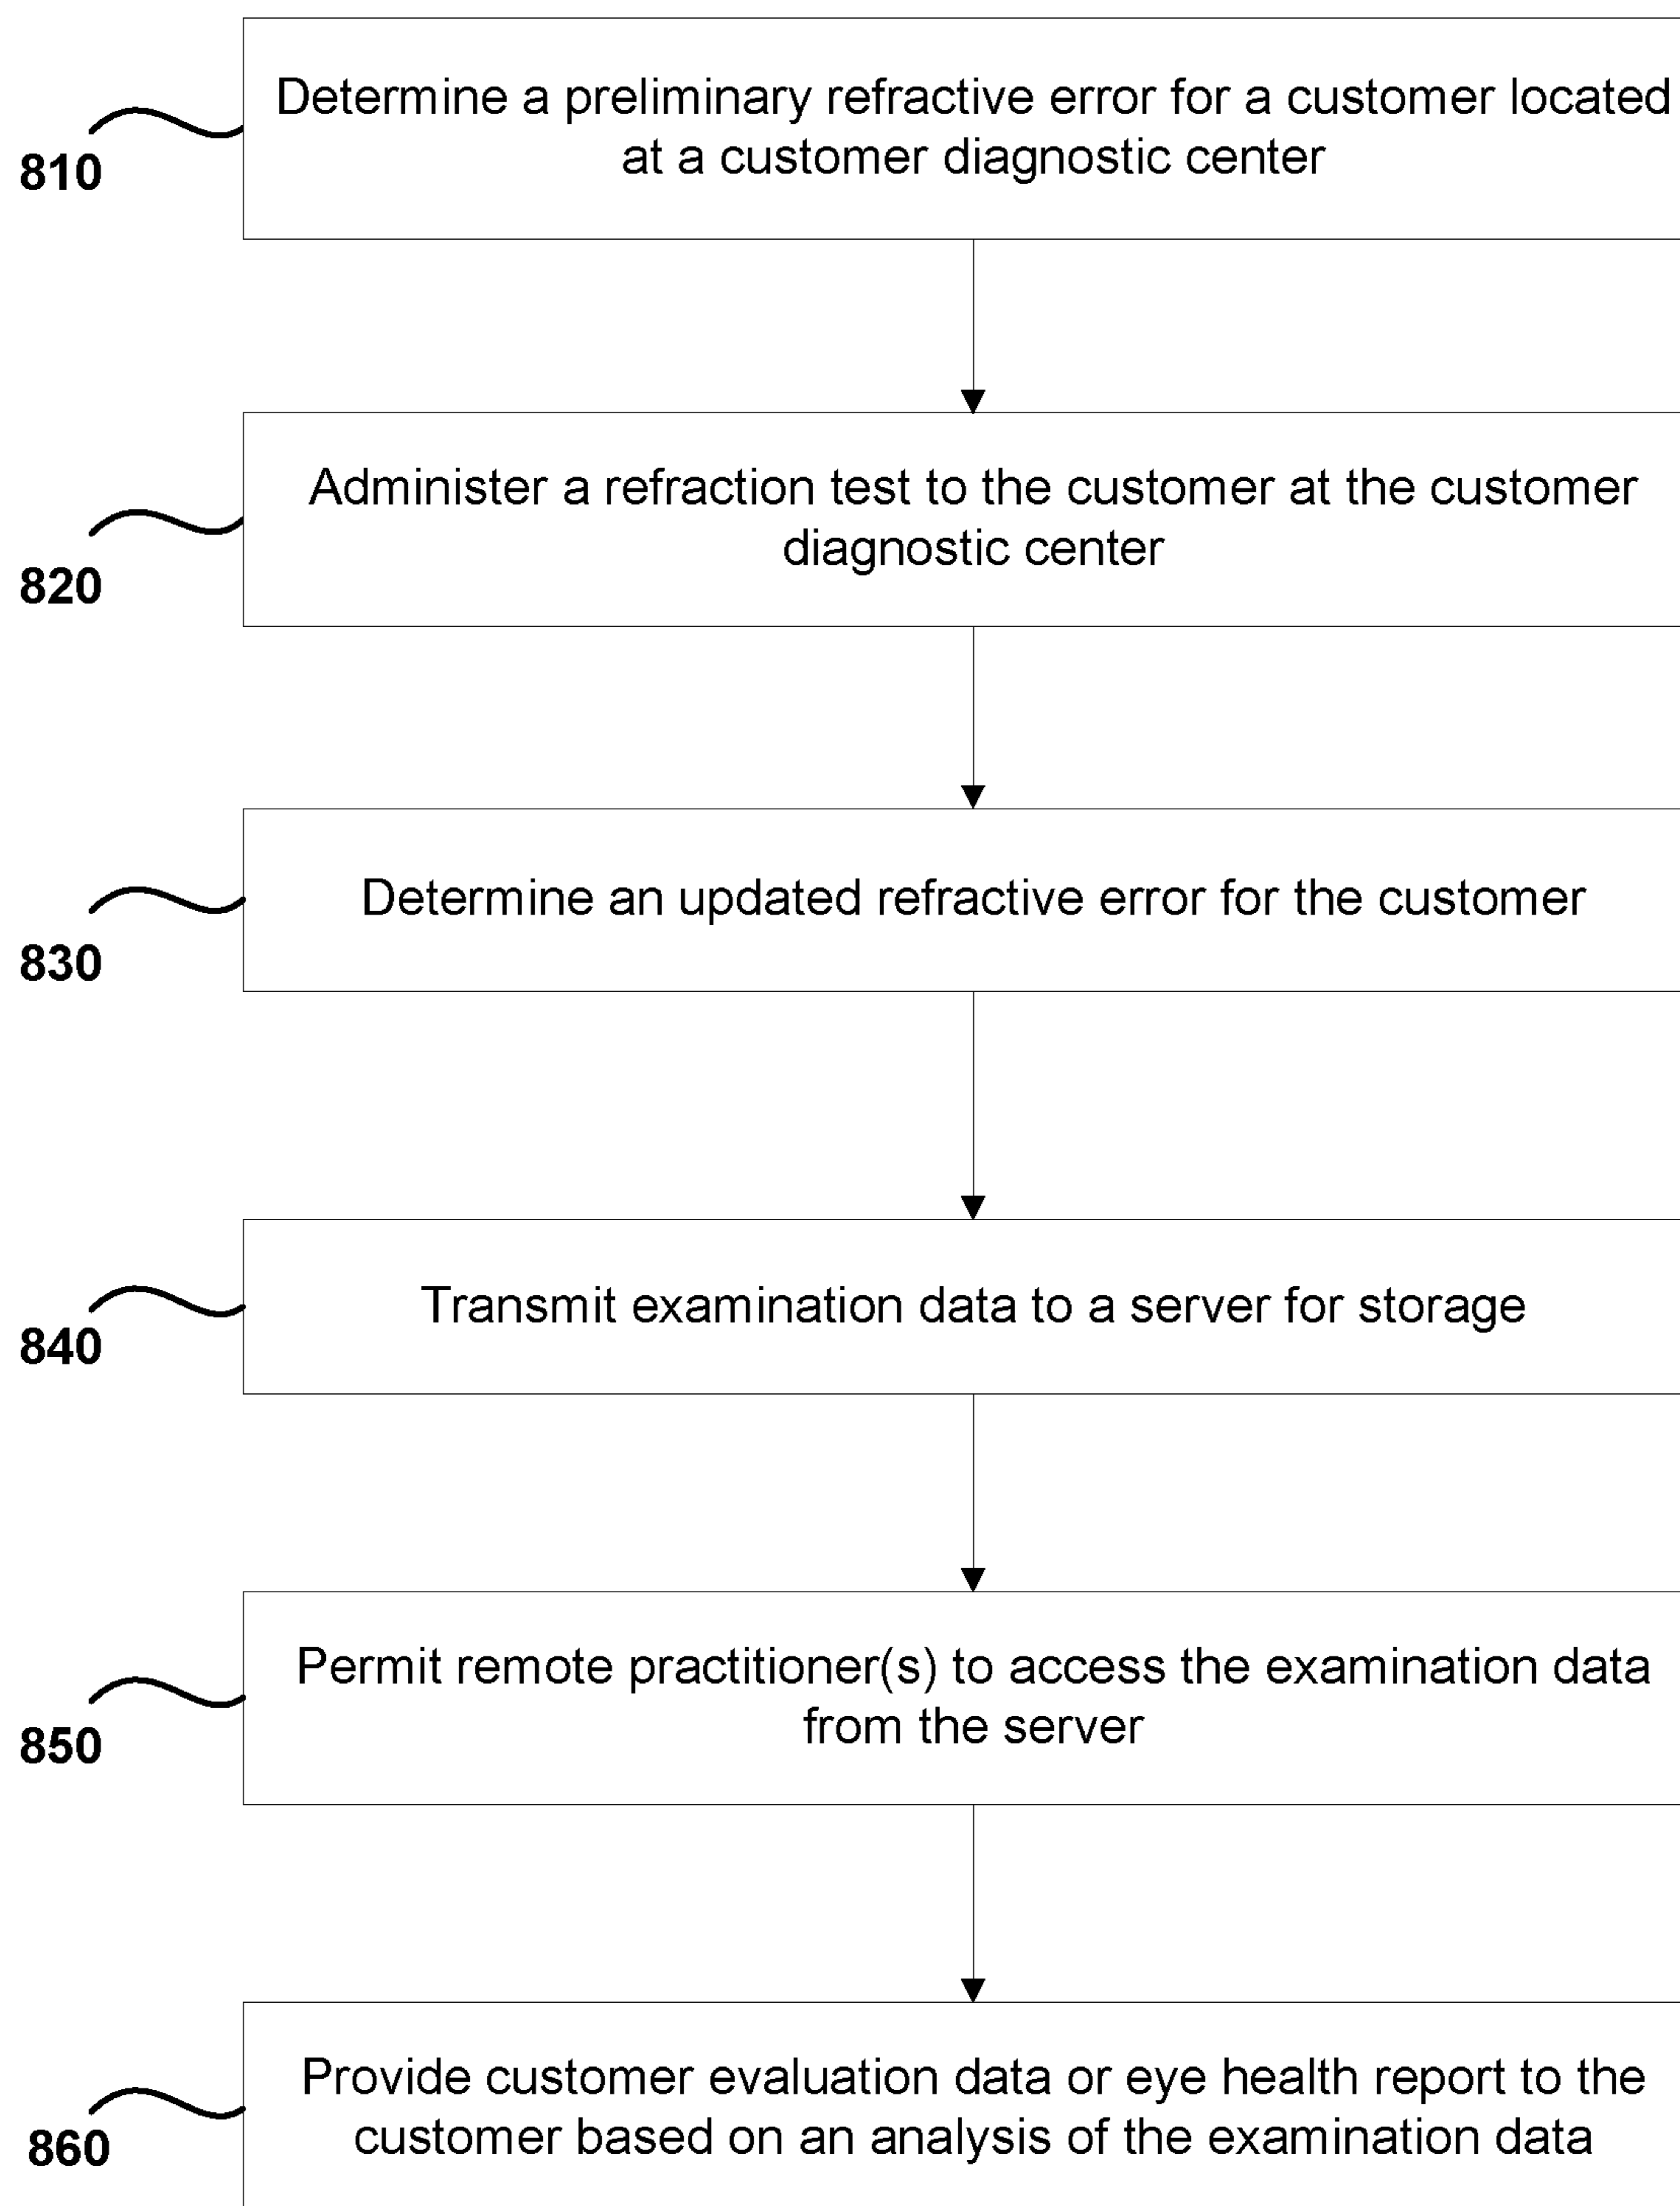 Determine a preliminary refractive error for a customer located
at a customer diagnostic center
810
Administer a refraction test to the customer at the customer
diagnostic center
820
Determine an updated refractive error for the customer
830
Transmit examination data to a server for storage
840
Permit remote practitioner(s) to access the examination data
from the server
850
Provide customer evaluation data or eye health report to the
customer based on an analysis of the examination data
860